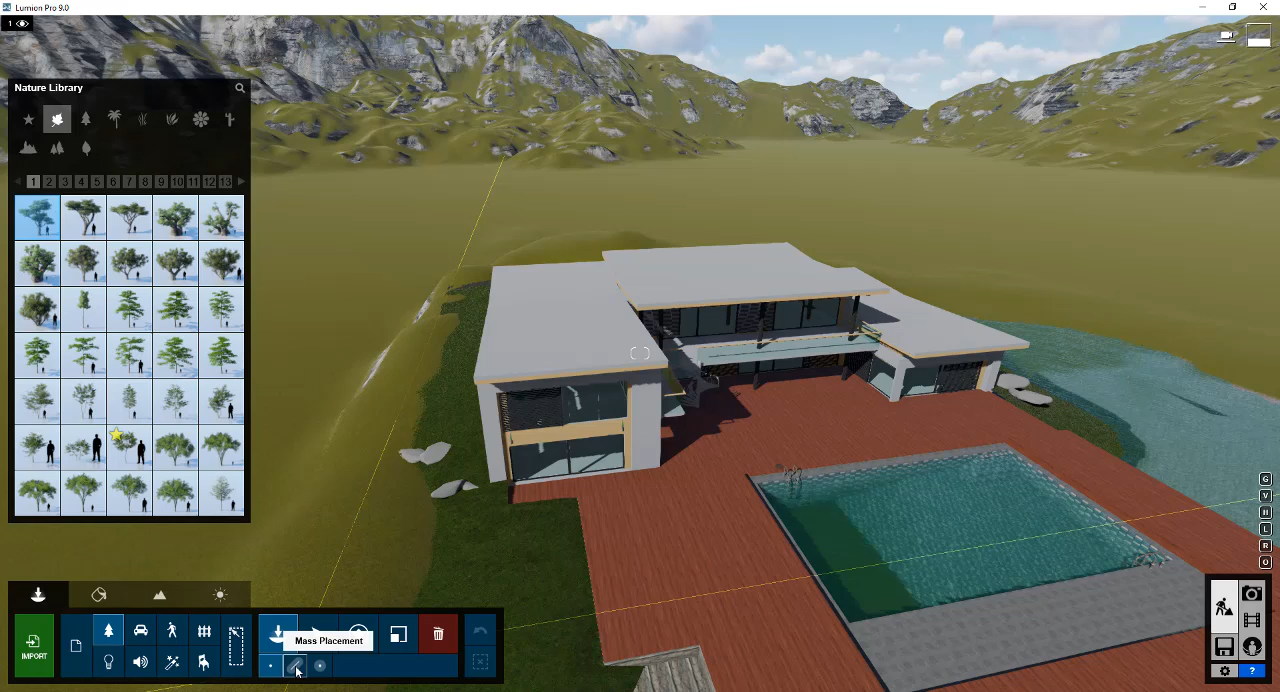 Lumion Pro 9.0
1
Nature Library
1 2 3 4 5 6 7 8 9 10 11 12 13
G
V
H
L
R
O
IMPORT
Mass Placement
?